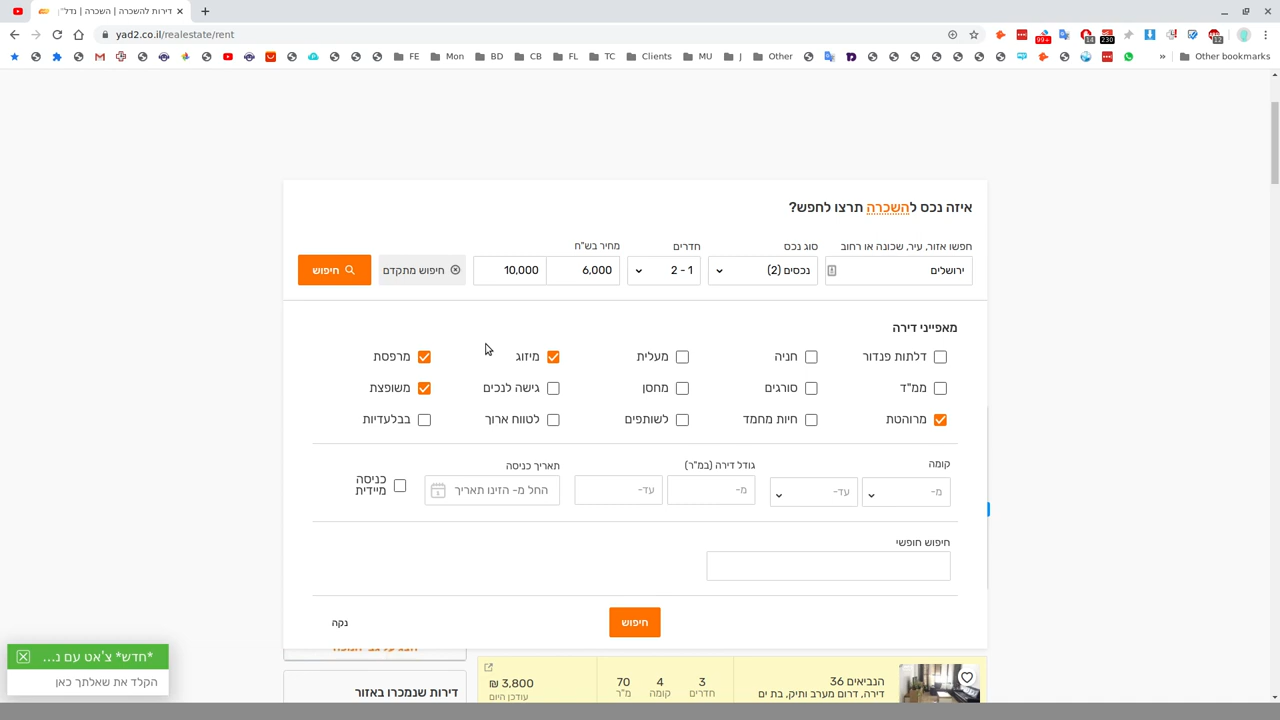 דירות להשכרה | השכרה | נדל"
yad2.co.il/realestate/rent
99+
14
230
12
FE
Mon
BD
CB
FL
TC
Clients
MU
J
Other
»
Other bookmarks
איזה נכס להשכרה תרצו לחפש?
חפשו אזור, עיר, שכונה או רחוב
סוג נכס
חדרים
מחיר בש"ח
ירושלים
נכסים (2)
1 - 2
6,000
10,000
חיפוש מתקדם
חיפוש
מאפייני דירה
דלתות פנדור
חניה
מעלית
מיזוג
מרפסת
ממ"ד
סורגים
מחסן
גישה לנכים
משופצת
מרוהטת
חיות מחמד
לשותפים
לטווח ארוך
בבלעדיות
קומה
גודל דירה (במ"ר)
תאריך כניסה
מ-
עד-
מ-
עד-
החל מ- הזינו תאריך
כניסה
מיידית
חיפוש חופשי
חיפוש
נקה
*חדש* צ'אט עם נ...
הקלד את שאלתך כאן
הנביאים 36
דירה, דרום מערב ותיק, בת ים
3
חדרים
4
קומה
70
מ"ר
₪ 3,800
עודכן היום
דירות שנמכרו באזור